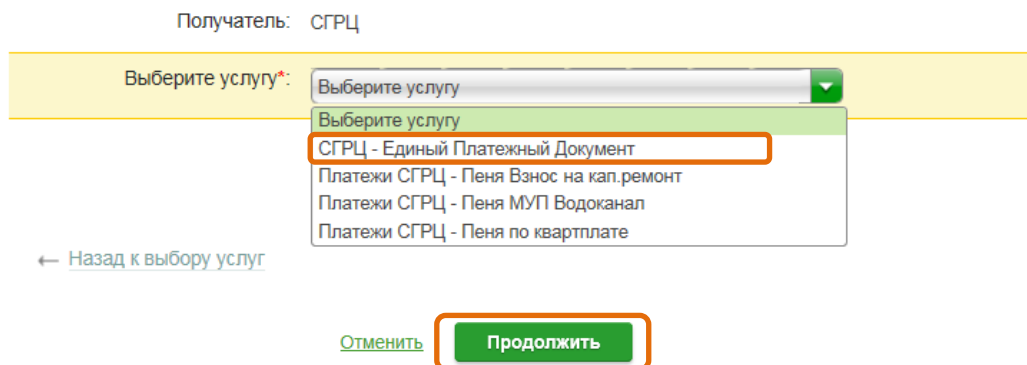 Получатель: СГРЦ
Выберите услугу*: Выберите услугу
Выберите услугу
СГРЦ - Единый Платежный Документ
Платежи СГРЦ - Пеня Взнос на кап.ремонт
Платежи СГРЦ - Пеня МУП Водоканал
Платежи СГРЦ - Пеня по квартплате
← Назад к выбору услуг
Отменить Продолжить